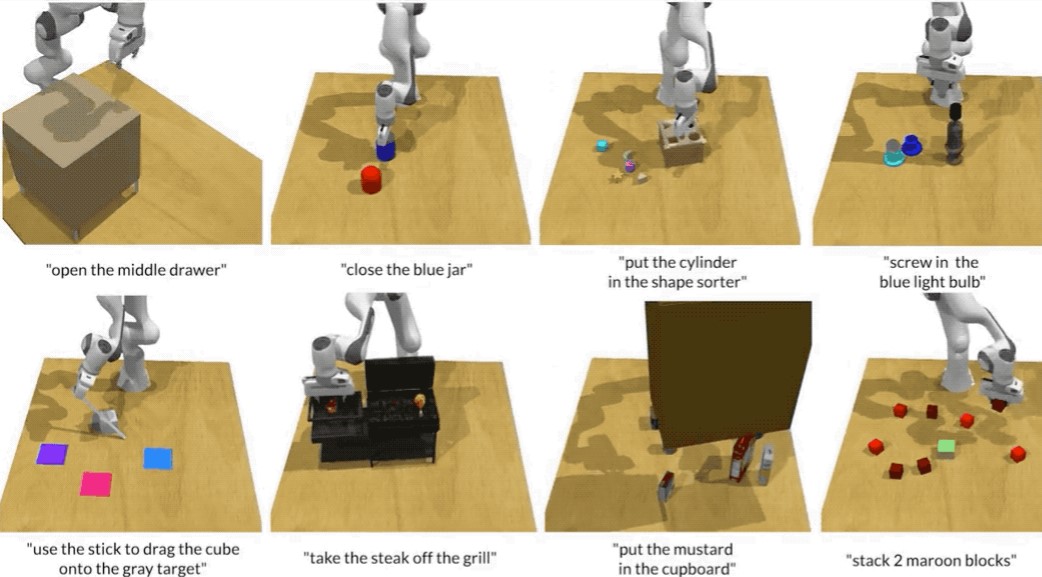 "open the middle drawer"
"close the blue jar"
"put the cylinder
in the shape sorter"
"screw in the
blue light bulb"
"use the stick to drag the cube
onto the gray target"
"take the steak off the grill"
"put the mustard
in the cupboard"
"stack 2 maroon blocks"